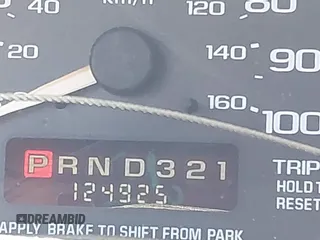 km/h
120
80
20
140
90
160
100
PRND321
TRIP
124925
HOLD T
RESET
APPLY BRAKE TO SHIFT FROM PARK
DREAMBID